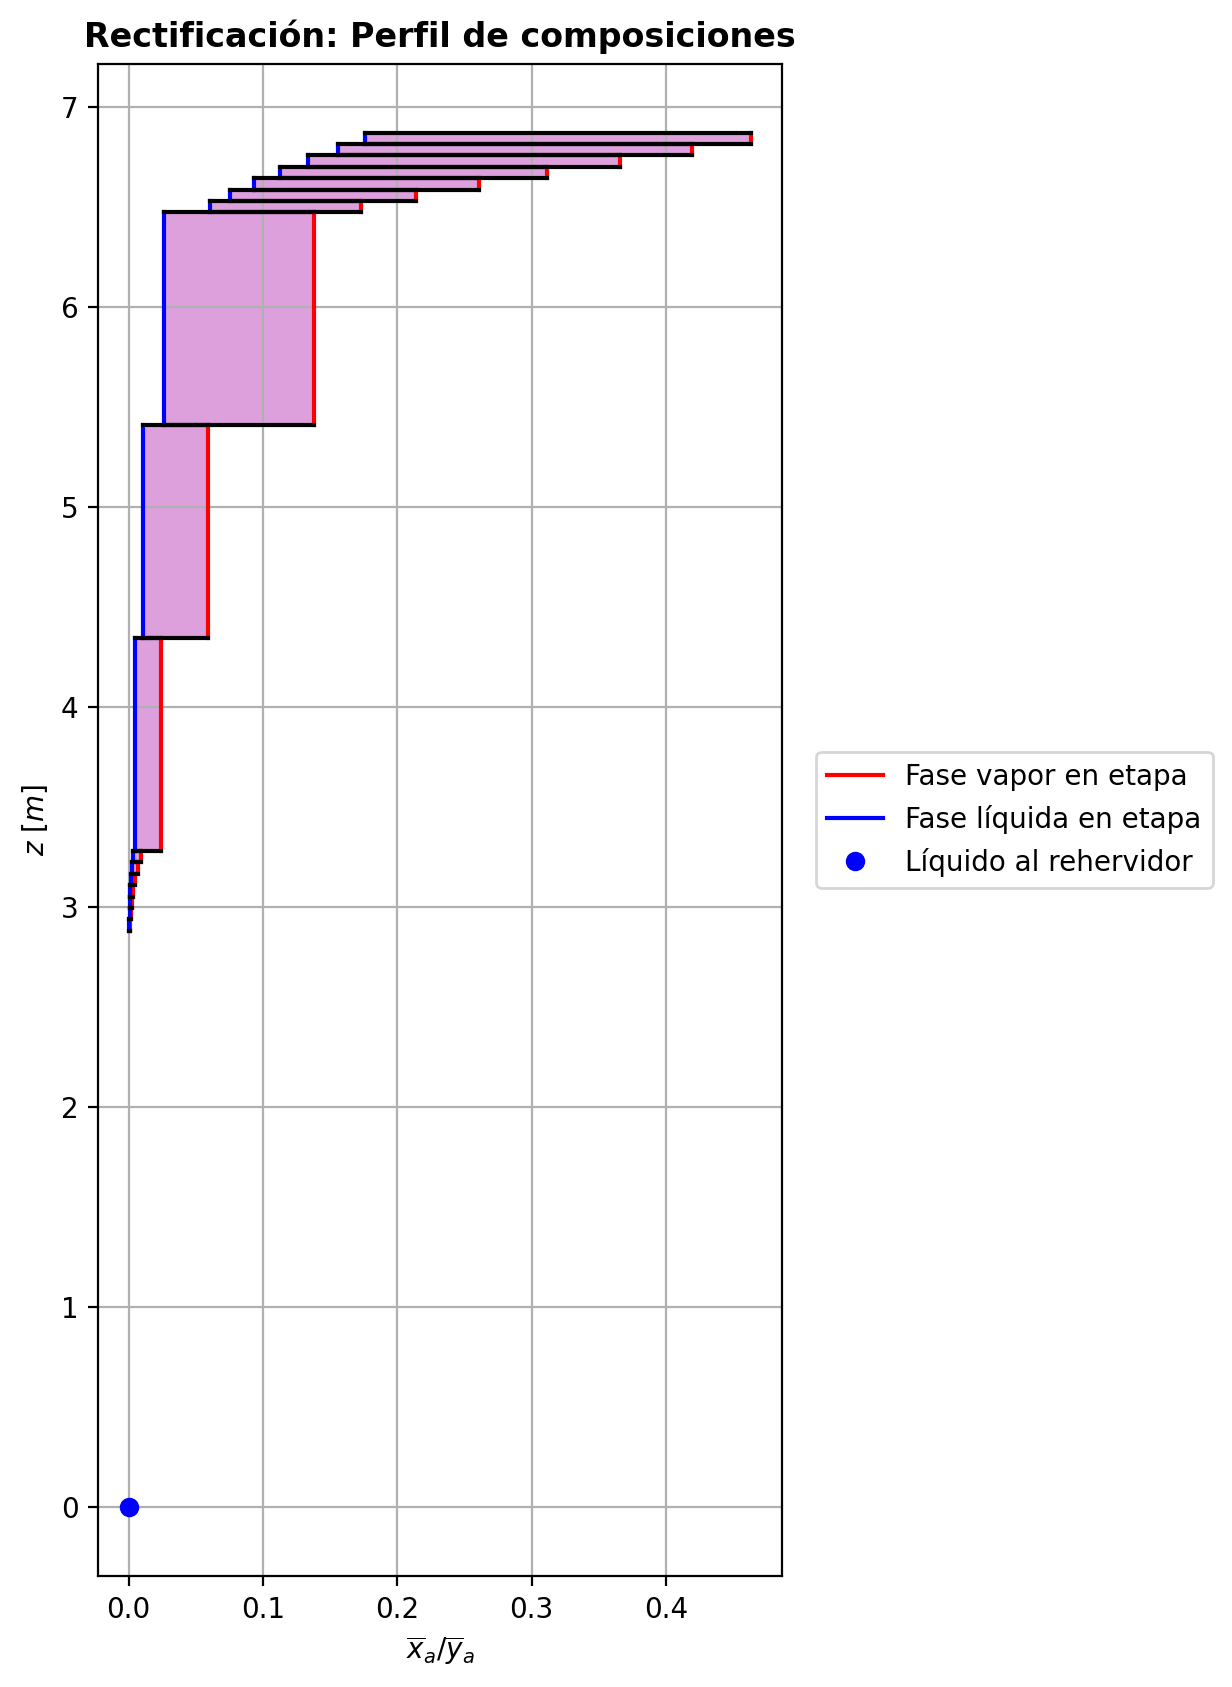 Rectificación: Perfil de composiciones
7
6
5
4
3
2
1
0
z [m]
0.0 0.1 0.2 0.3 0.4
x̅ₐ/y̅ₐ
Fase vapor en etapa
Fase líquida en etapa
Líquido al rehervidor